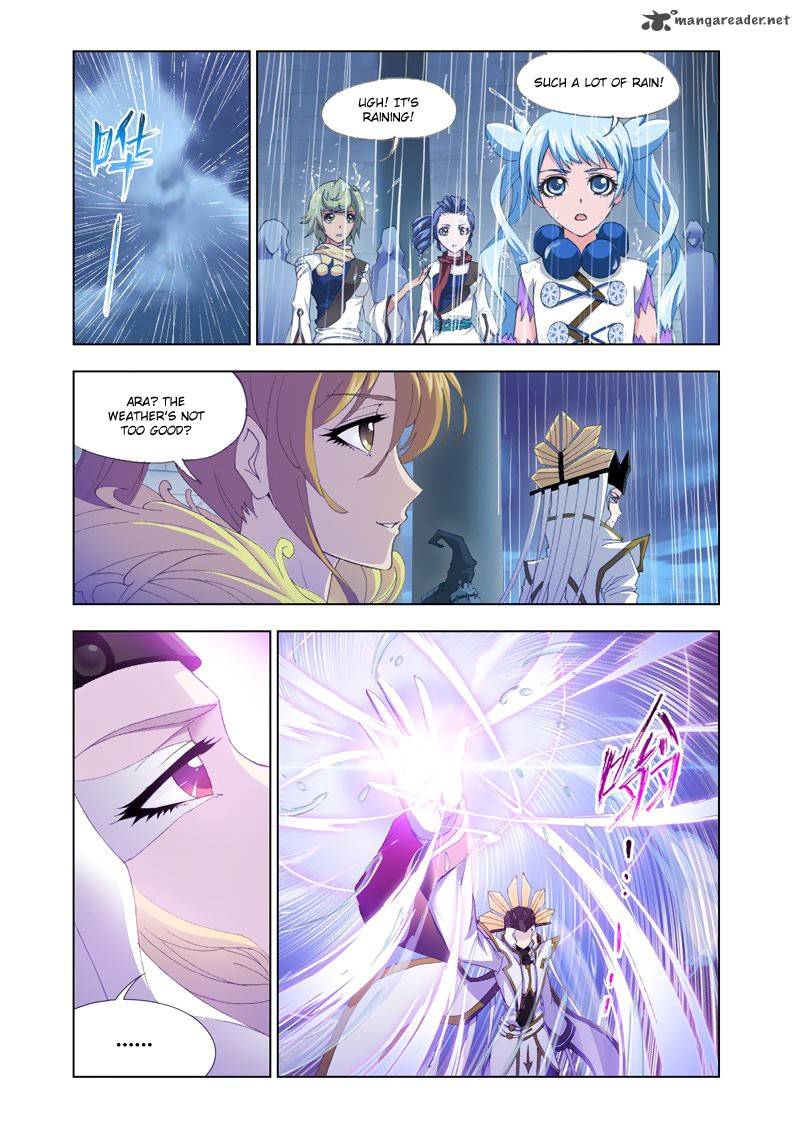 mangareader.net
哗
UGH! IT'S
RAINING!
SUCH A LOT OF RAIN!
ARA? THE
WEATHER'S NOT
TOO GOOD?
......
嗡